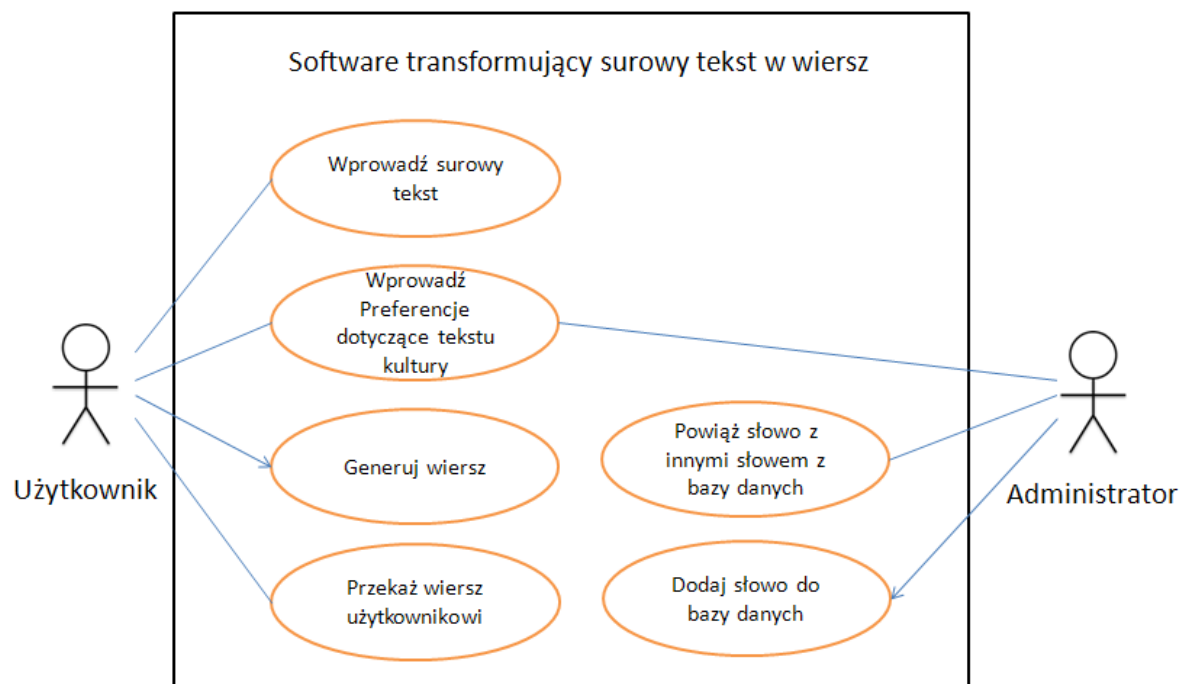 Software transformujący surowy tekst w wiersz
Wprowadź surowy
tekst
Wprowadź
Preferencje
dotyczące tekstu
kultury
Generuj wiersz
Przekaż wiersz
użytkownikowi
Powiąż słowo z
innymi słowem z
bazy danych
Dodaj słowo do
bazy danych
Użytkownik
Administrator